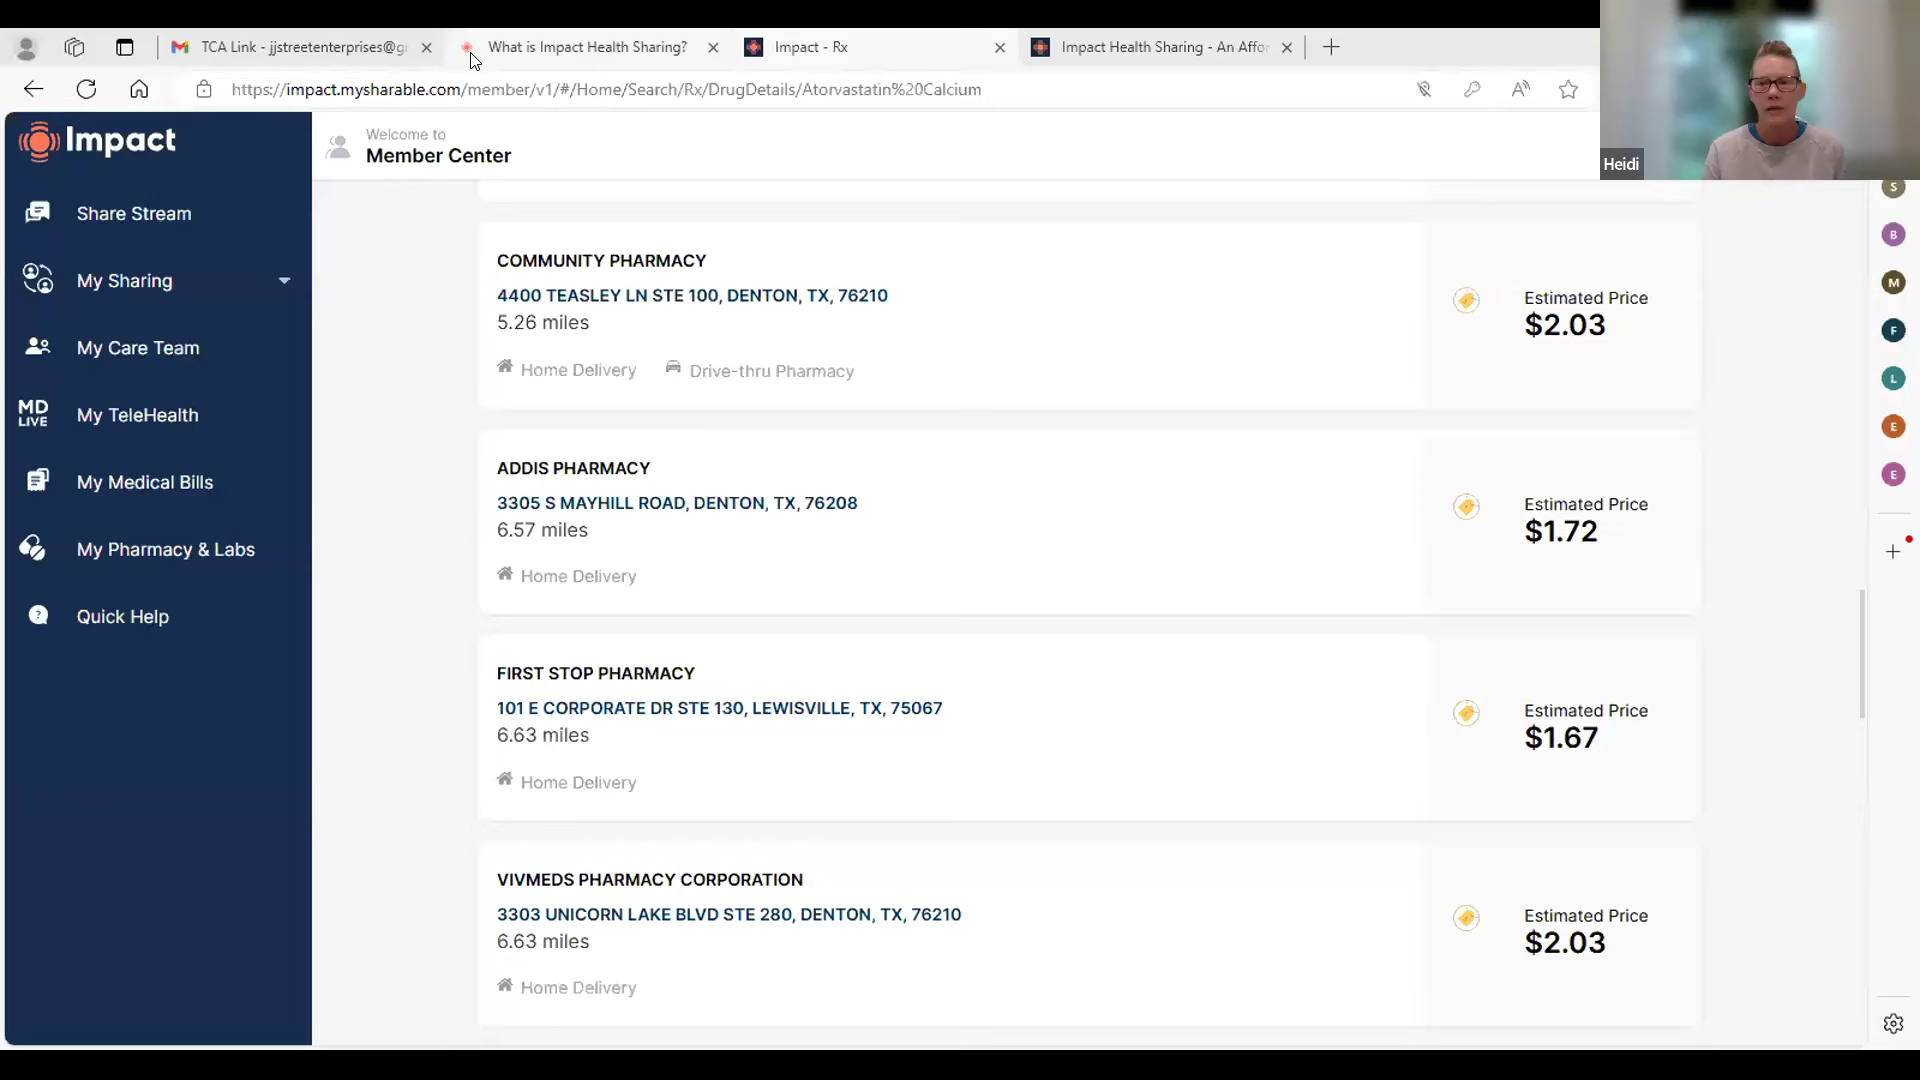 TCA Link - jjstreetenterprises@g
What is Impact Health Sharing?
Impact - Rx
Impact Health Sharing - An Affo
https://impact.mysharable.com/member/v1/#/Home/Search/Rx/DrugDetails/Atorvastatin%20Calcium
Heidi
Impact
Welcome to
Member Center
Share Stream
My Sharing
My Care Team
MD
LIVE
My TeleHealth
My Medical Bills
My Pharmacy & Labs
Quick Help
COMMUNITY PHARMACY
4400 TEASLEY LN STE 100, DENTON, TX, 76210
5.26 miles
Home Delivery
Drive-thru Pharmacy
Estimated Price
$2.03
ADDIS PHARMACY
3305 S MAYHILL ROAD, DENTON, TX, 76208
6.57 miles
Home Delivery
Estimated Price
$1.72
FIRST STOP PHARMACY
101 E CORPORATE DR STE 130, LEWISVILLE, TX, 75067
6.63 miles
Home Delivery
Estimated Price
$1.67
VIVMEDS PHARMACY CORPORATION
3303 UNICORN LAKE BLVD STE 280, DENTON, TX, 76210
6.63 miles
Home Delivery
Estimated Price
$2.03
S
B
M
F
L
E
E